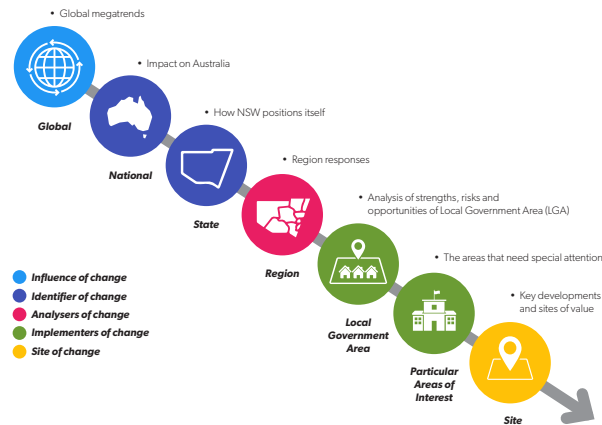 • Global megatrends
• Impact on Australia
Global
• How NSW positions itself
National
• Region responses
State
• Analysis of strengths, risks and
opportunities of Local Government Area (LGA)
Region
• The areas that need special attention
Local
Government
Area
• Key developments
and sites of value
Particular
Areas of
Interest
Site
Influence of change
Identifier of change
Analysers of change
Implementers of change
Site of change